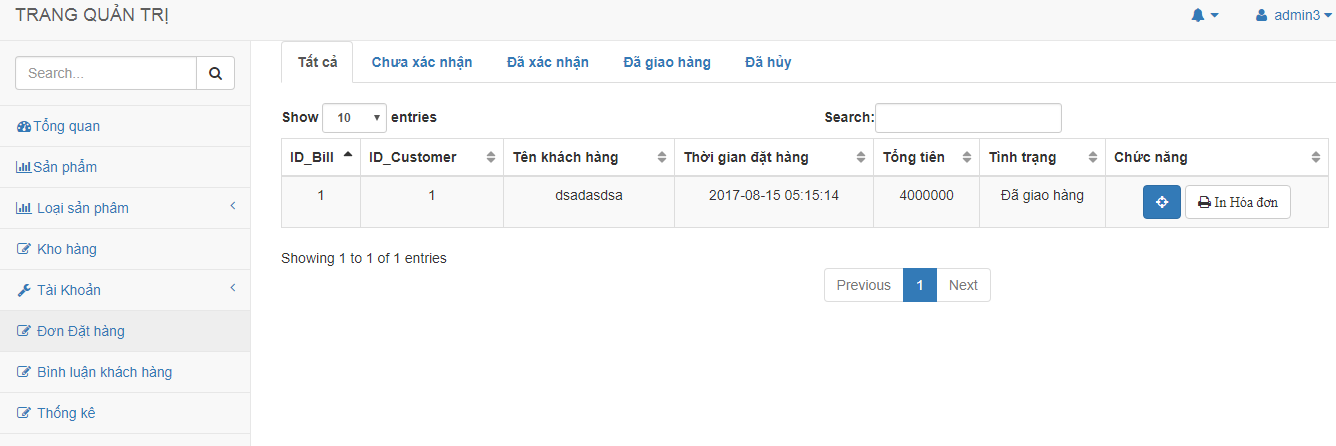 TRANG QUẢN TRỊ
admin3
Search...
Tổng quan
Sản phẩm
Loại sản phâm
Kho hàng
Tài Khoản
Đơn Đặt hàng
Bình luận khách hàng
Thống kê
Tất cả Chưa xác nhận Đã xác nhận Đã giao hàng Đã hủy
Show 10 entries Search:
ID_Bill ID_Customer Tên khách hàng Thời gian đặt hàng Tổng tiên Tình trạng Chức năng
1 1 dsadasdsa 2017-08-15 05:15:14 4000000 Đã giao hàng In Hóa đơn
Showing 1 to 1 of 1 entries
Previous 1 Next